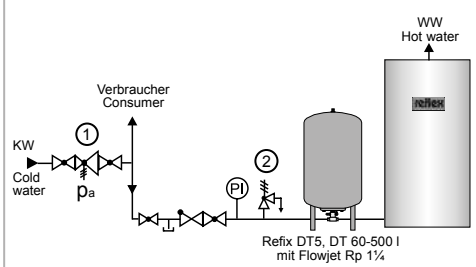 WW
Hot water
reflex
Verbraucher
Consumer
1
KW
Cold
water
pa
2
PI
Refix DT5, DT 60-500 l
mit Flowjet Rp 1¼